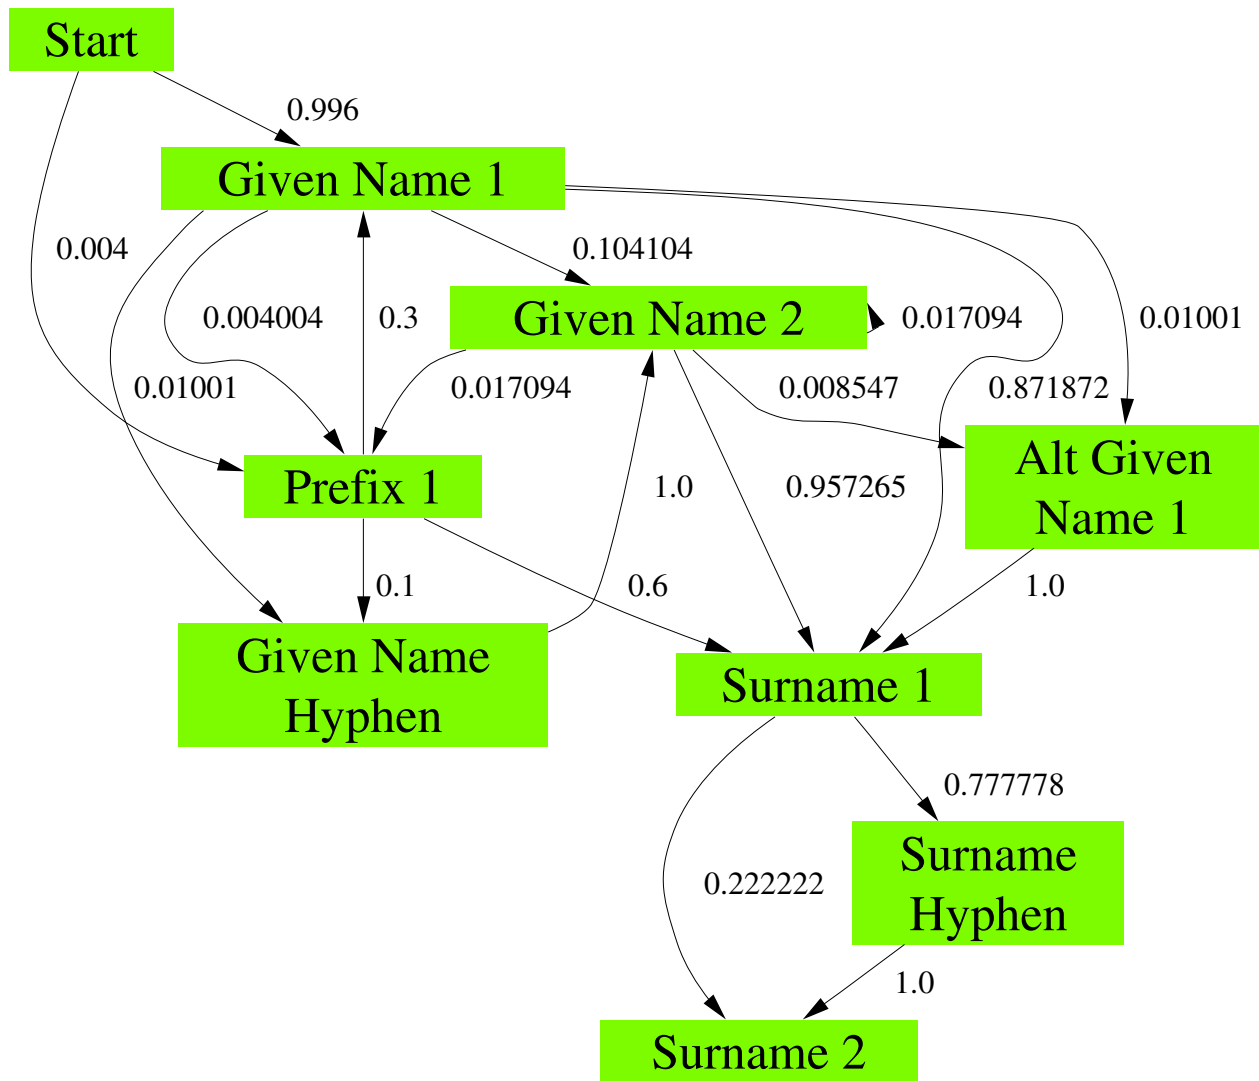 Start
0.996
Given Name 1
0.004
0.104104
0.004004
0.3
Given Name 2
0.017094
0.01001
0.01001
0.017094
0.008547
0.871872
Prefix 1
1.0
0.957265
Alt Given
Name 1
0.1
0.6
1.0
Given Name
Hyphen
Surname 1
0.777778
0.222222
Surname
Hyphen
1.0
Surname 2